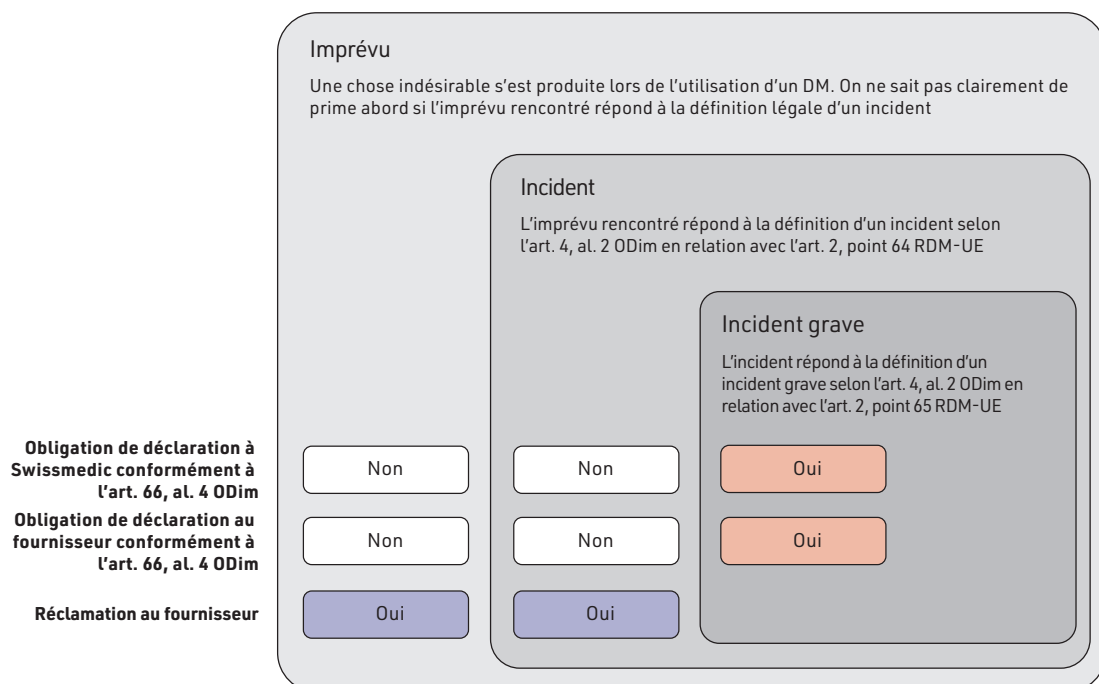 Imprévu
Une chose indésirable s'est produite lors de l'utilisation d'un DM. On ne sait pas clairement de
prime abord si l'imprévu rencontré répond à la définition légale d'un incident
Incident
L'imprévu rencontré répond à la définition d'un incident selon
l'art. 4, al. 2 ODim en relation avec l'art. 2, point 64 RDM-UE
Incident grave
L'incident répond à la définition d'un
incident grave selon l'art. 4, al. 2 ODim en
relation avec l'art. 2, point 65 RDM-UE
Obligation de déclaration à
Swissmedic conformément à
l'art. 66, al. 4 ODim
Non
Non
Oui
Obligation de déclaration au
fournisseur conformément à
l'art. 66, al. 4 ODim
Non
Non
Oui
Réclamation au fournisseur
Oui
Oui